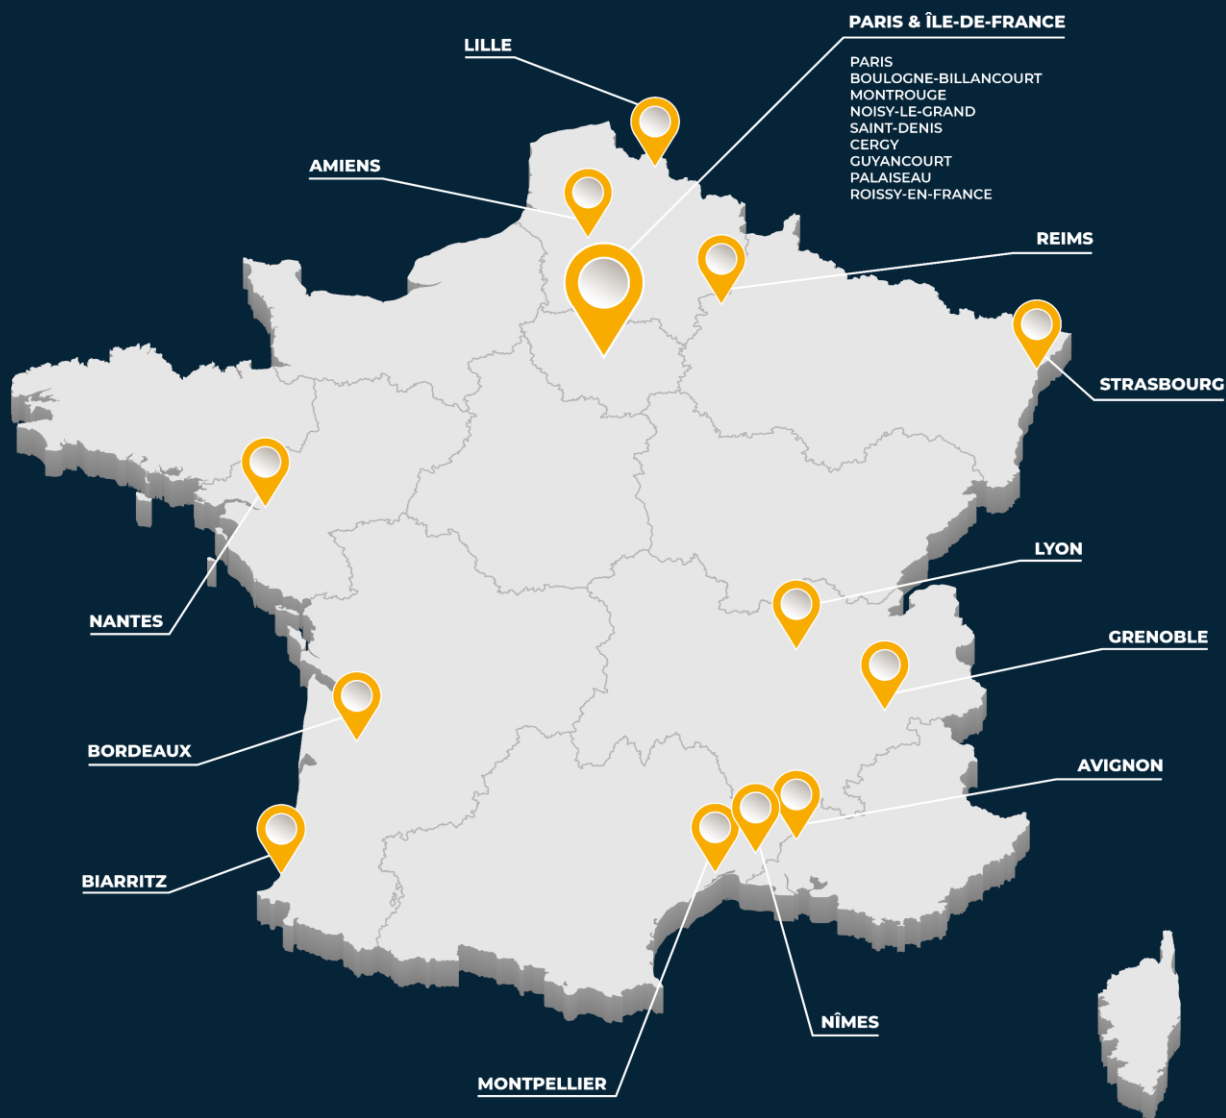 PARIS & ÎLE-DE-FRANCE
LILLE
PARIS
BOULOGNE-BILLANCOURT
MONTROUGE
NOISY-LE-GRAND
SAINT-DENIS
CERGY
GUYANCOURT
PALAISEAU
ROISSY-EN-FRANCE
AMIENS
REIMS
STRASBOURG
LYON
NANTES
GRENOBLE
BORDEAUX
AVIGNON
BIARRITZ
NÎMES
MONTPELLIER